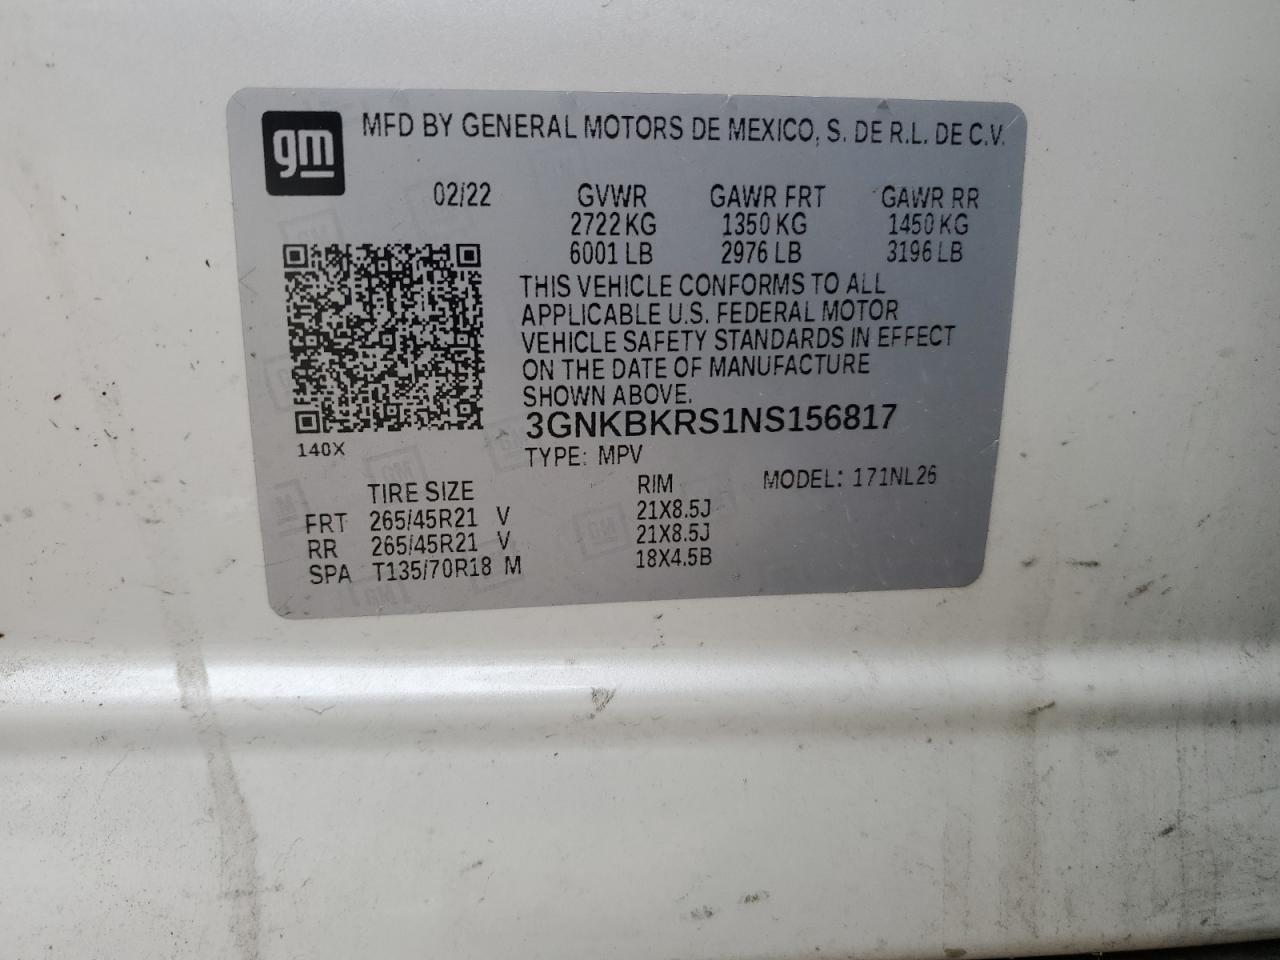 gm
MFD BY GENERAL MOTORS DE MEXICO, S. DE R.L. DE C.V.
02/22 GVWR GAWR FRT GAWR RR
2722 KG 1350 KG 1450 KG
6001 LB 2976 LB 3196 LB
THIS VEHICLE CONFORMS TO ALL
APPLICABLE U.S. FEDERAL MOTOR
VEHICLE SAFETY STANDARDS IN EFFECT
ON THE DATE OF MANUFACTURE
SHOWN ABOVE.
3GNKBKRS1NS156817
140X
TYPE: MPV
TIRE SIZE RIM MODEL: 171NL26
FRT 265/45R21 V 21X8.5J
RR 265/45R21 V 21X8.5J
SPA T135/70R18 M 18X4.5B